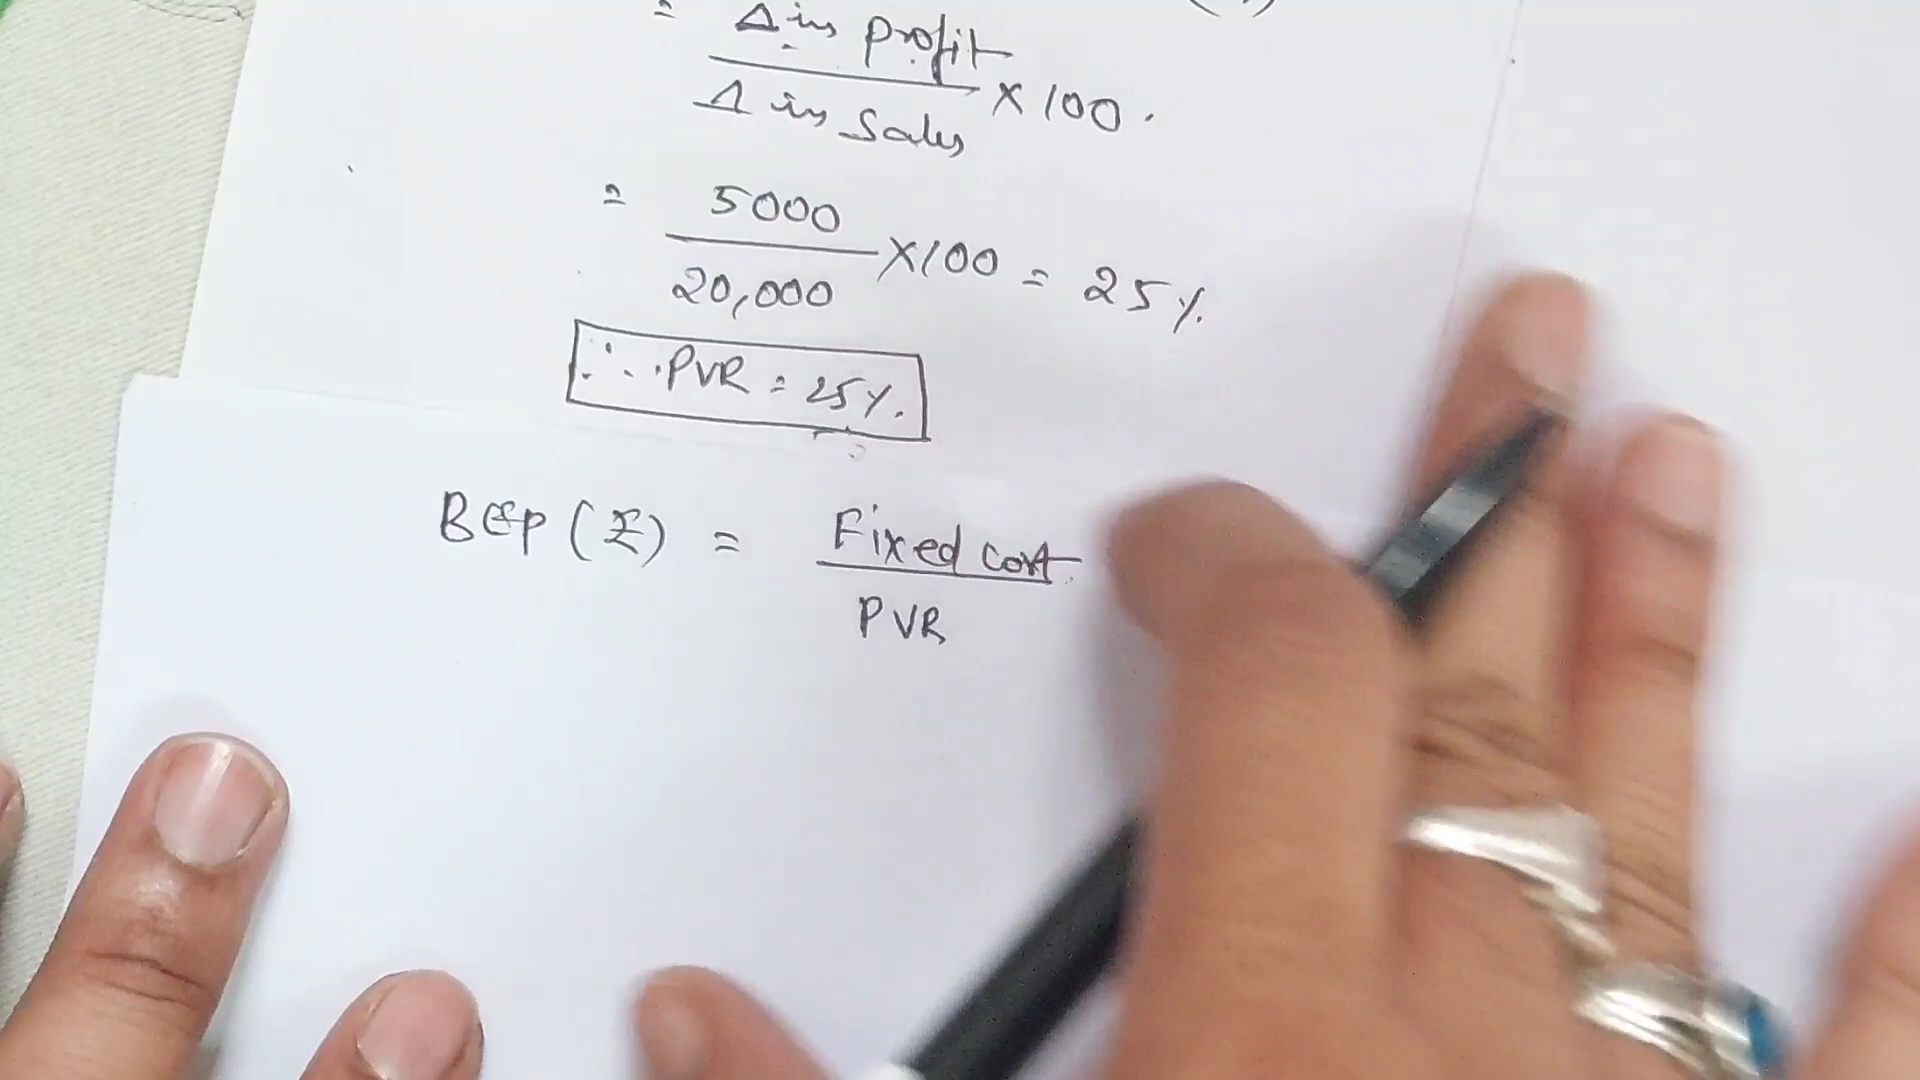 = Δ in profit
Δ in Sales × 100.
= 5000
20,000 ×100 = 25%
∴ PVR = 25%.
BEP (₹) = Fixed cost
PVR